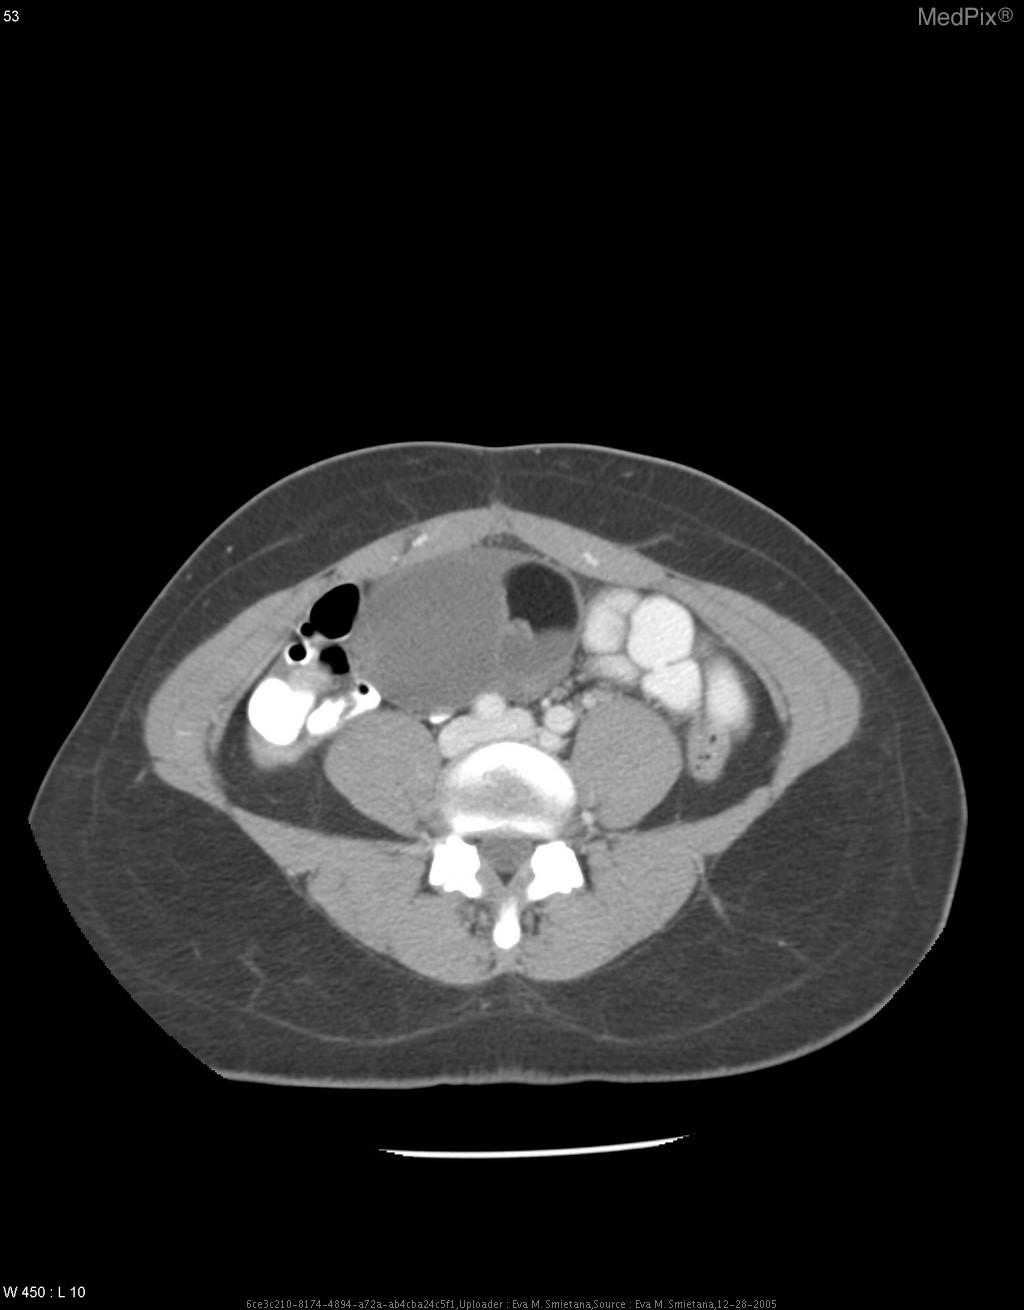 53
MedPix®
W 450 : L 10
6ce3c210-8174-4894-a72a-ab4cba24c5f1,Uploader : Eva M. Smietana,Source : Eva M. Smietana,12-28-2005